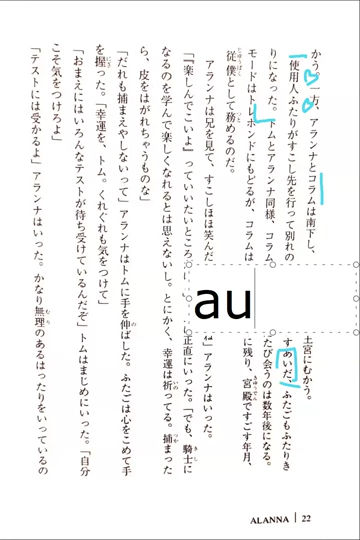 かう。一方、アランナとコラムは南下し、王宮にむかう。
「使用人ふたりがすこし先を行って別れのあいだ、ふたごもふたりき
りになった。トムとアランナ同様、コラムたび会うのは数年後になる。
モードはトレボンドにもどるが、コラムはに残り、宮殿ですごす年月、
従僕として務めるのだ。
アランナは兄を見て、すこしほほ笑んだ
「『楽しんでこいよ』っていいたいところ」アランナはいった。
なるのを学んで楽しくなれるとは思えないし。とにかく、幸運は祈ってる。捕まった
ら、皮をはがれちゃうものな」
「だれも捕まえやしないって」アランナはトムに手を伸ばした。ふたごは心をこめて手
を握った。「幸運を、トム。くれぐれも気をつけて」
「おまえにはいろんなテストが待ち受けているんだぞ」トムはまじめにいった。「自分
こそ気をつけろよ」
「テストには受かるよ」アランナはいった。かなり無理のあるはったりをいっているの
au
ALANNA | 22